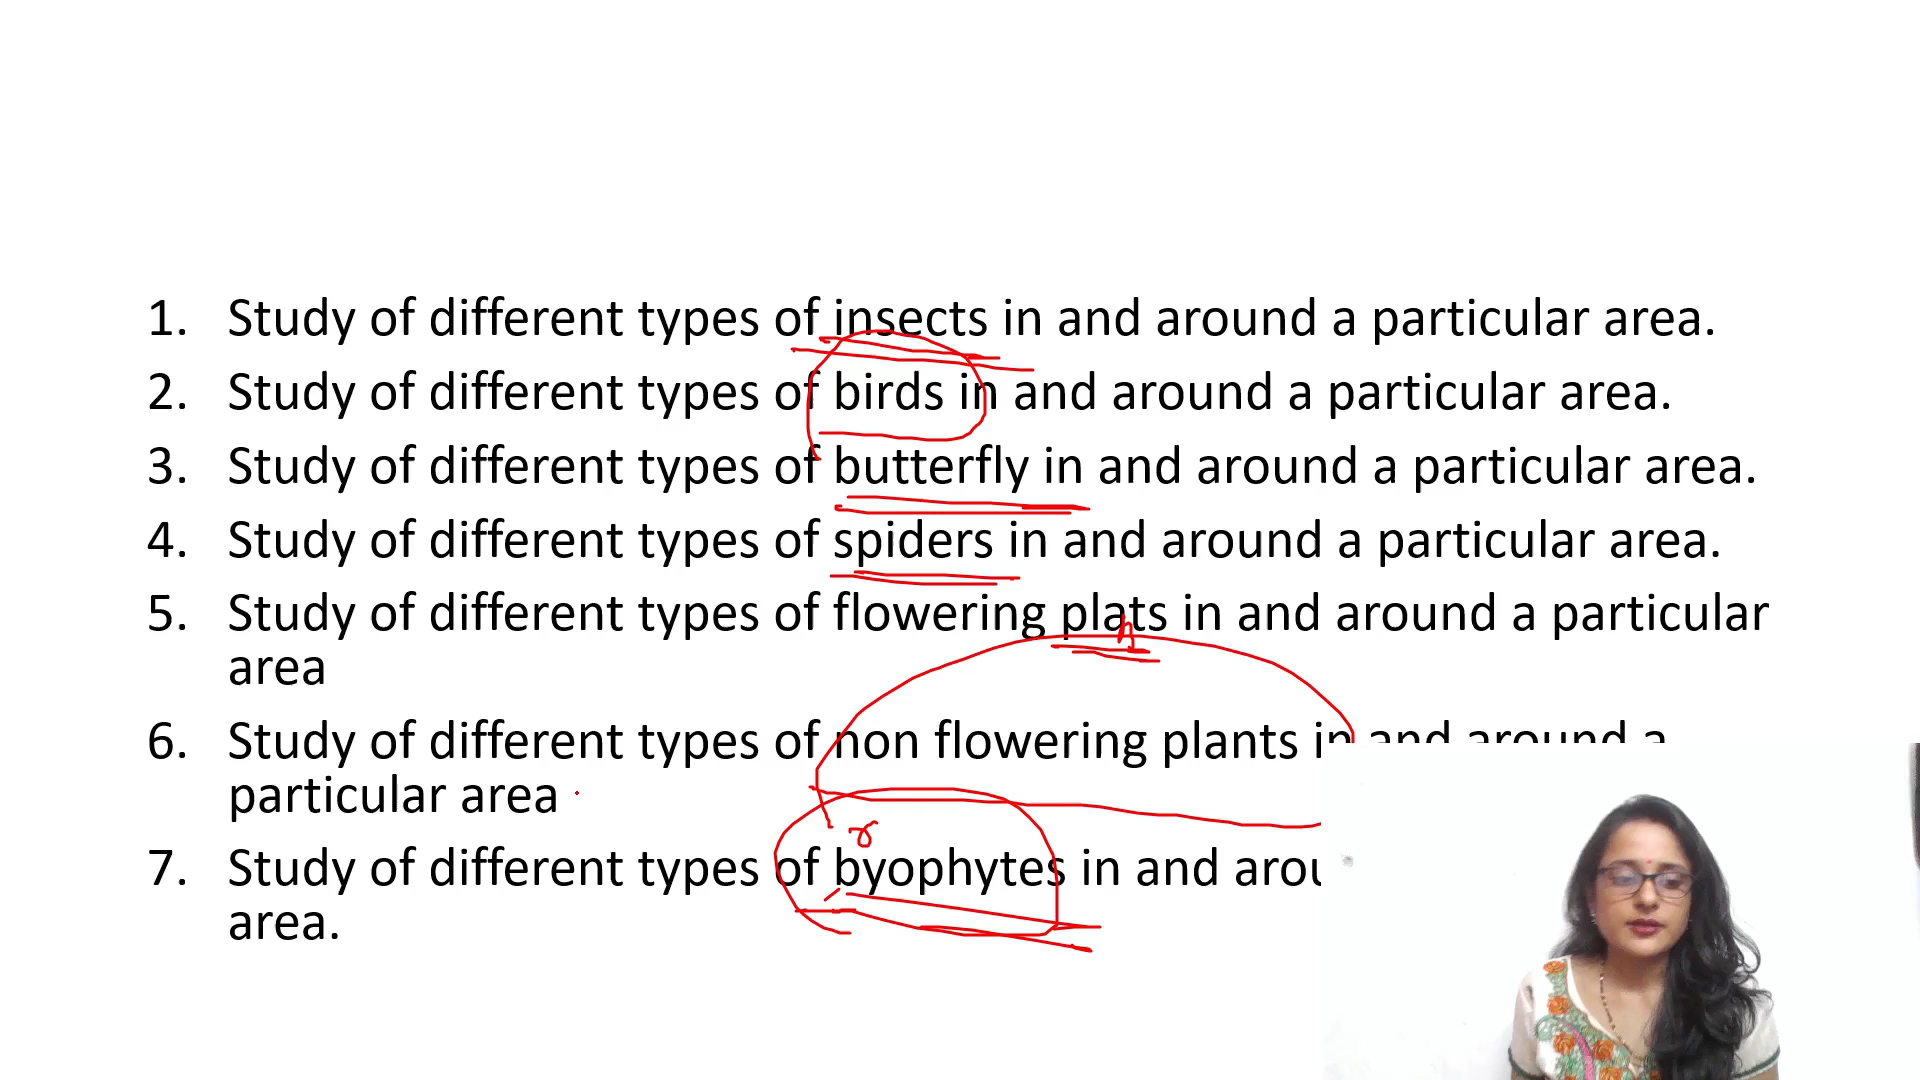 1. Study of different types of insects in and around a particular area.
2. Study of different types of birds in and around a particular area.
3. Study of different types of butterfly in and around a particular area.
4. Study of different types of spiders in and around a particular area.
5. Study of different types of flowering plats in and around a particular
n
area
6. Study of different types of non flowering plants in and around a
particular area
r
7. Study of different types of byophytes in and arou
area.